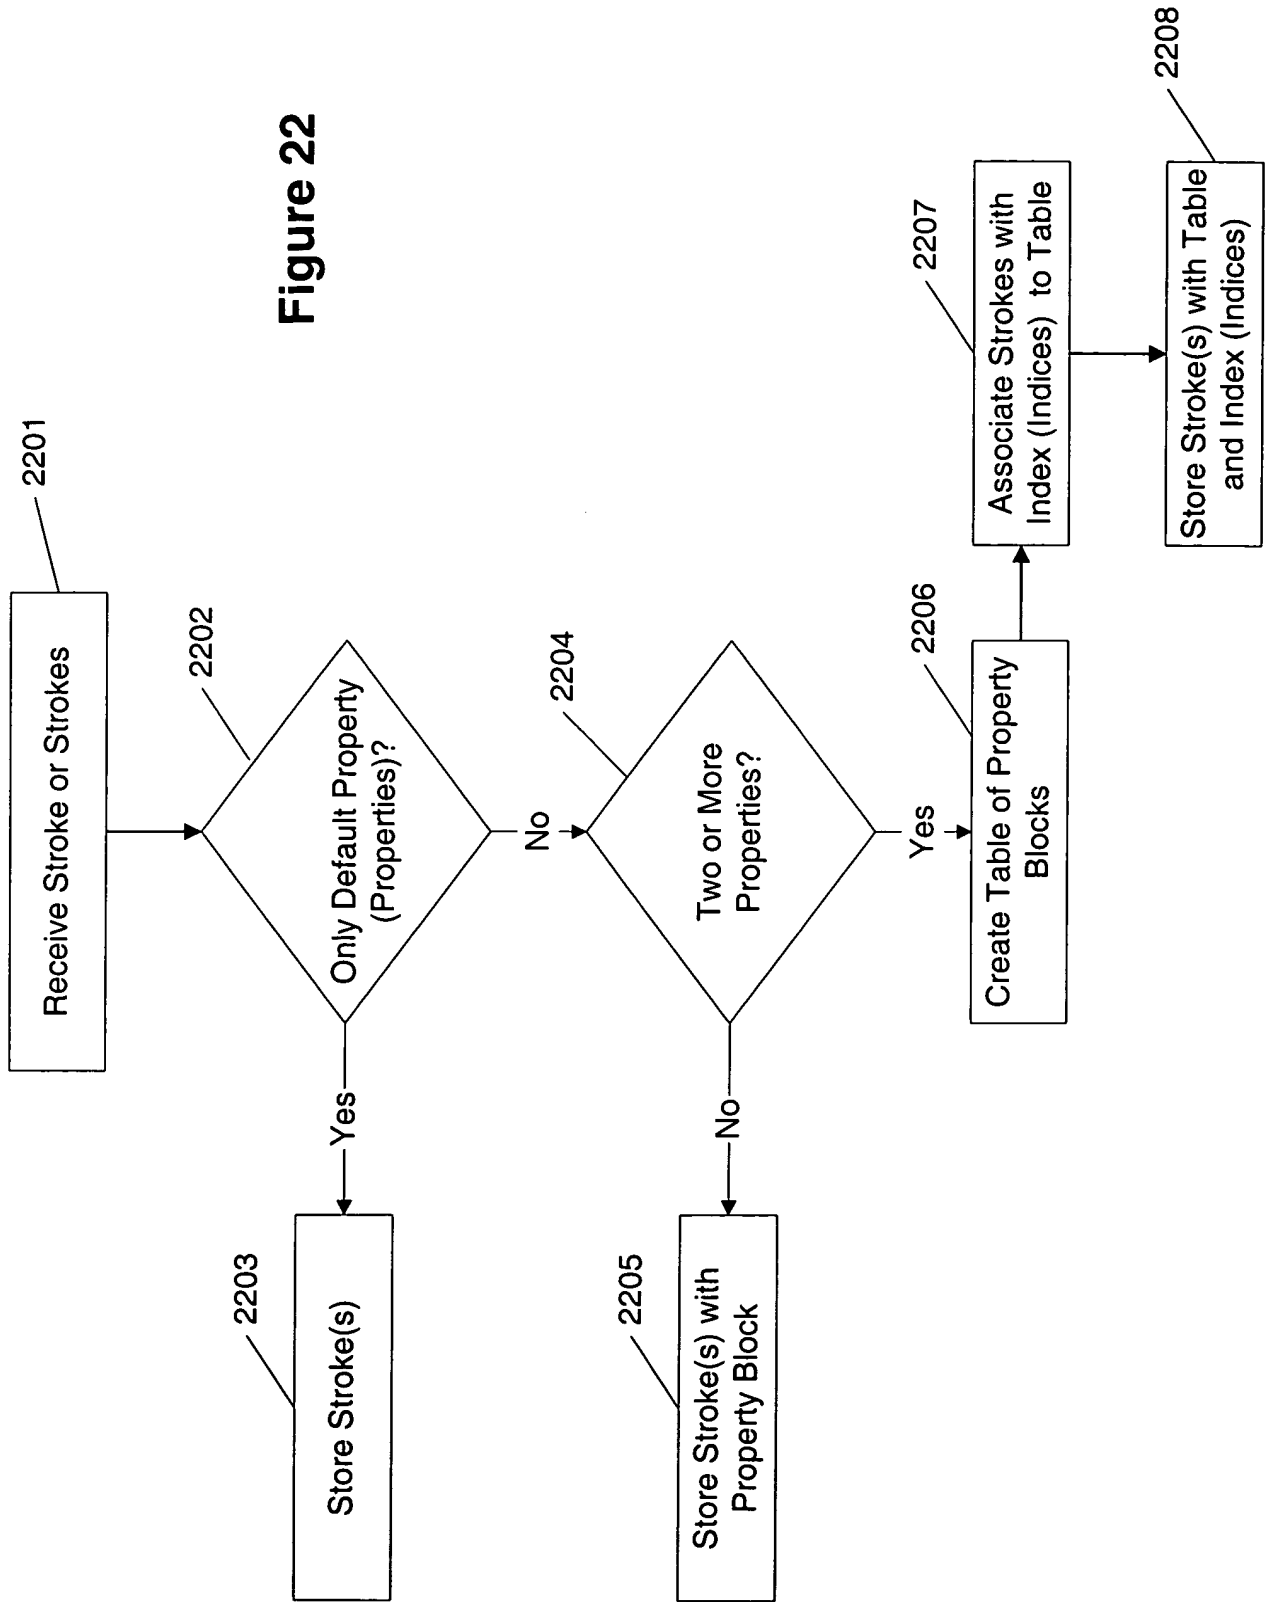 Figure 22
2201
Receive Stroke or Strokes
2202
Only Default Property
(Properties)?
Yes
2203
Store Stroke(s)
No
2204
Two or More
Properties?
No
2205
Store Stroke(s) with
Property Block
Yes
2206
Create Table of Property
Blocks
2207
Associate Strokes with
Index (Indices) to Table
2208
Store Stroke(s) with Table
and Index (Indices)